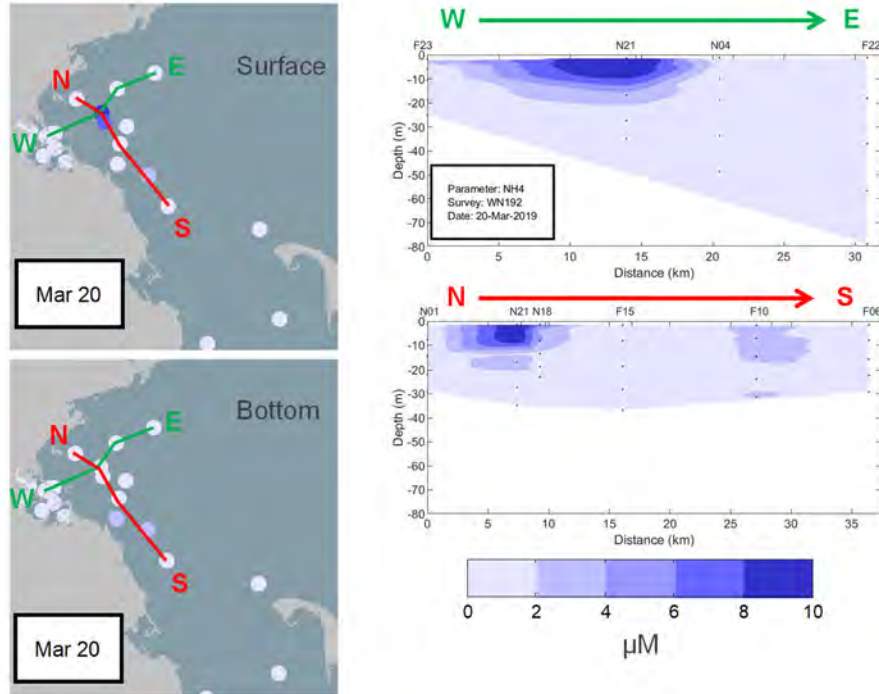 N
E
W
S
Surface
Mar 20
N
E
W
S
Bottom
Mar 20
W E
F23 N21 N04 F22
0
-10
-20
-30
-40
-50
-60
-70
-80
Depth (m)
Parameter: NH4
Survey: WN192
Date: 20-Mar-2019
0 5 10 15 20 25 30
Distance (km)
N S
N01 N21 N18 F15 F10 F06
0
-10
-20
-30
-40
-50
-60
-70
-80
Depth (m)
0 5 10 15 20 25 30 35
Distance (km)
0 2 4 6 8 10
µM